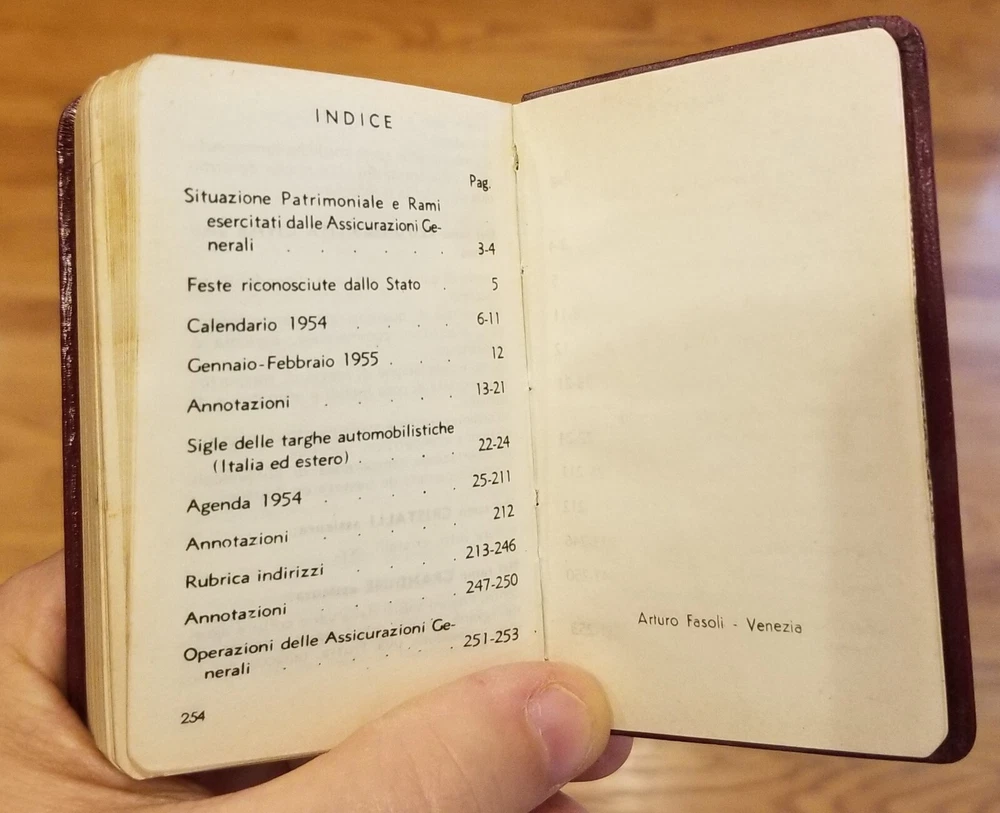 INDICE
Pag.
Situazione Patrimoniale e Rami
esercitati dalle Assicurazioni Ge-
nerali . . . . . 3-4
Feste riconosciute dallo Stato . 5
Calendario 1954 . . . . 6-11
Gennaio-Febbraio 1955 . . . 12
Annotazioni . . . . . 13-21
Sigle delle targhe automobilistiche
(Italia ed estero) . . . . 22-24
Agenda 1954 . . . . . 25-211
Annotazioni . . . . . 212
Rubrica indirizzi . . . . 213-246
Annotazioni . . . . . 247-250
Operazioni delle Assicurazioni Ge-
nerali . . . . . . 251-253
254
Arturo Fasoli - Venezia